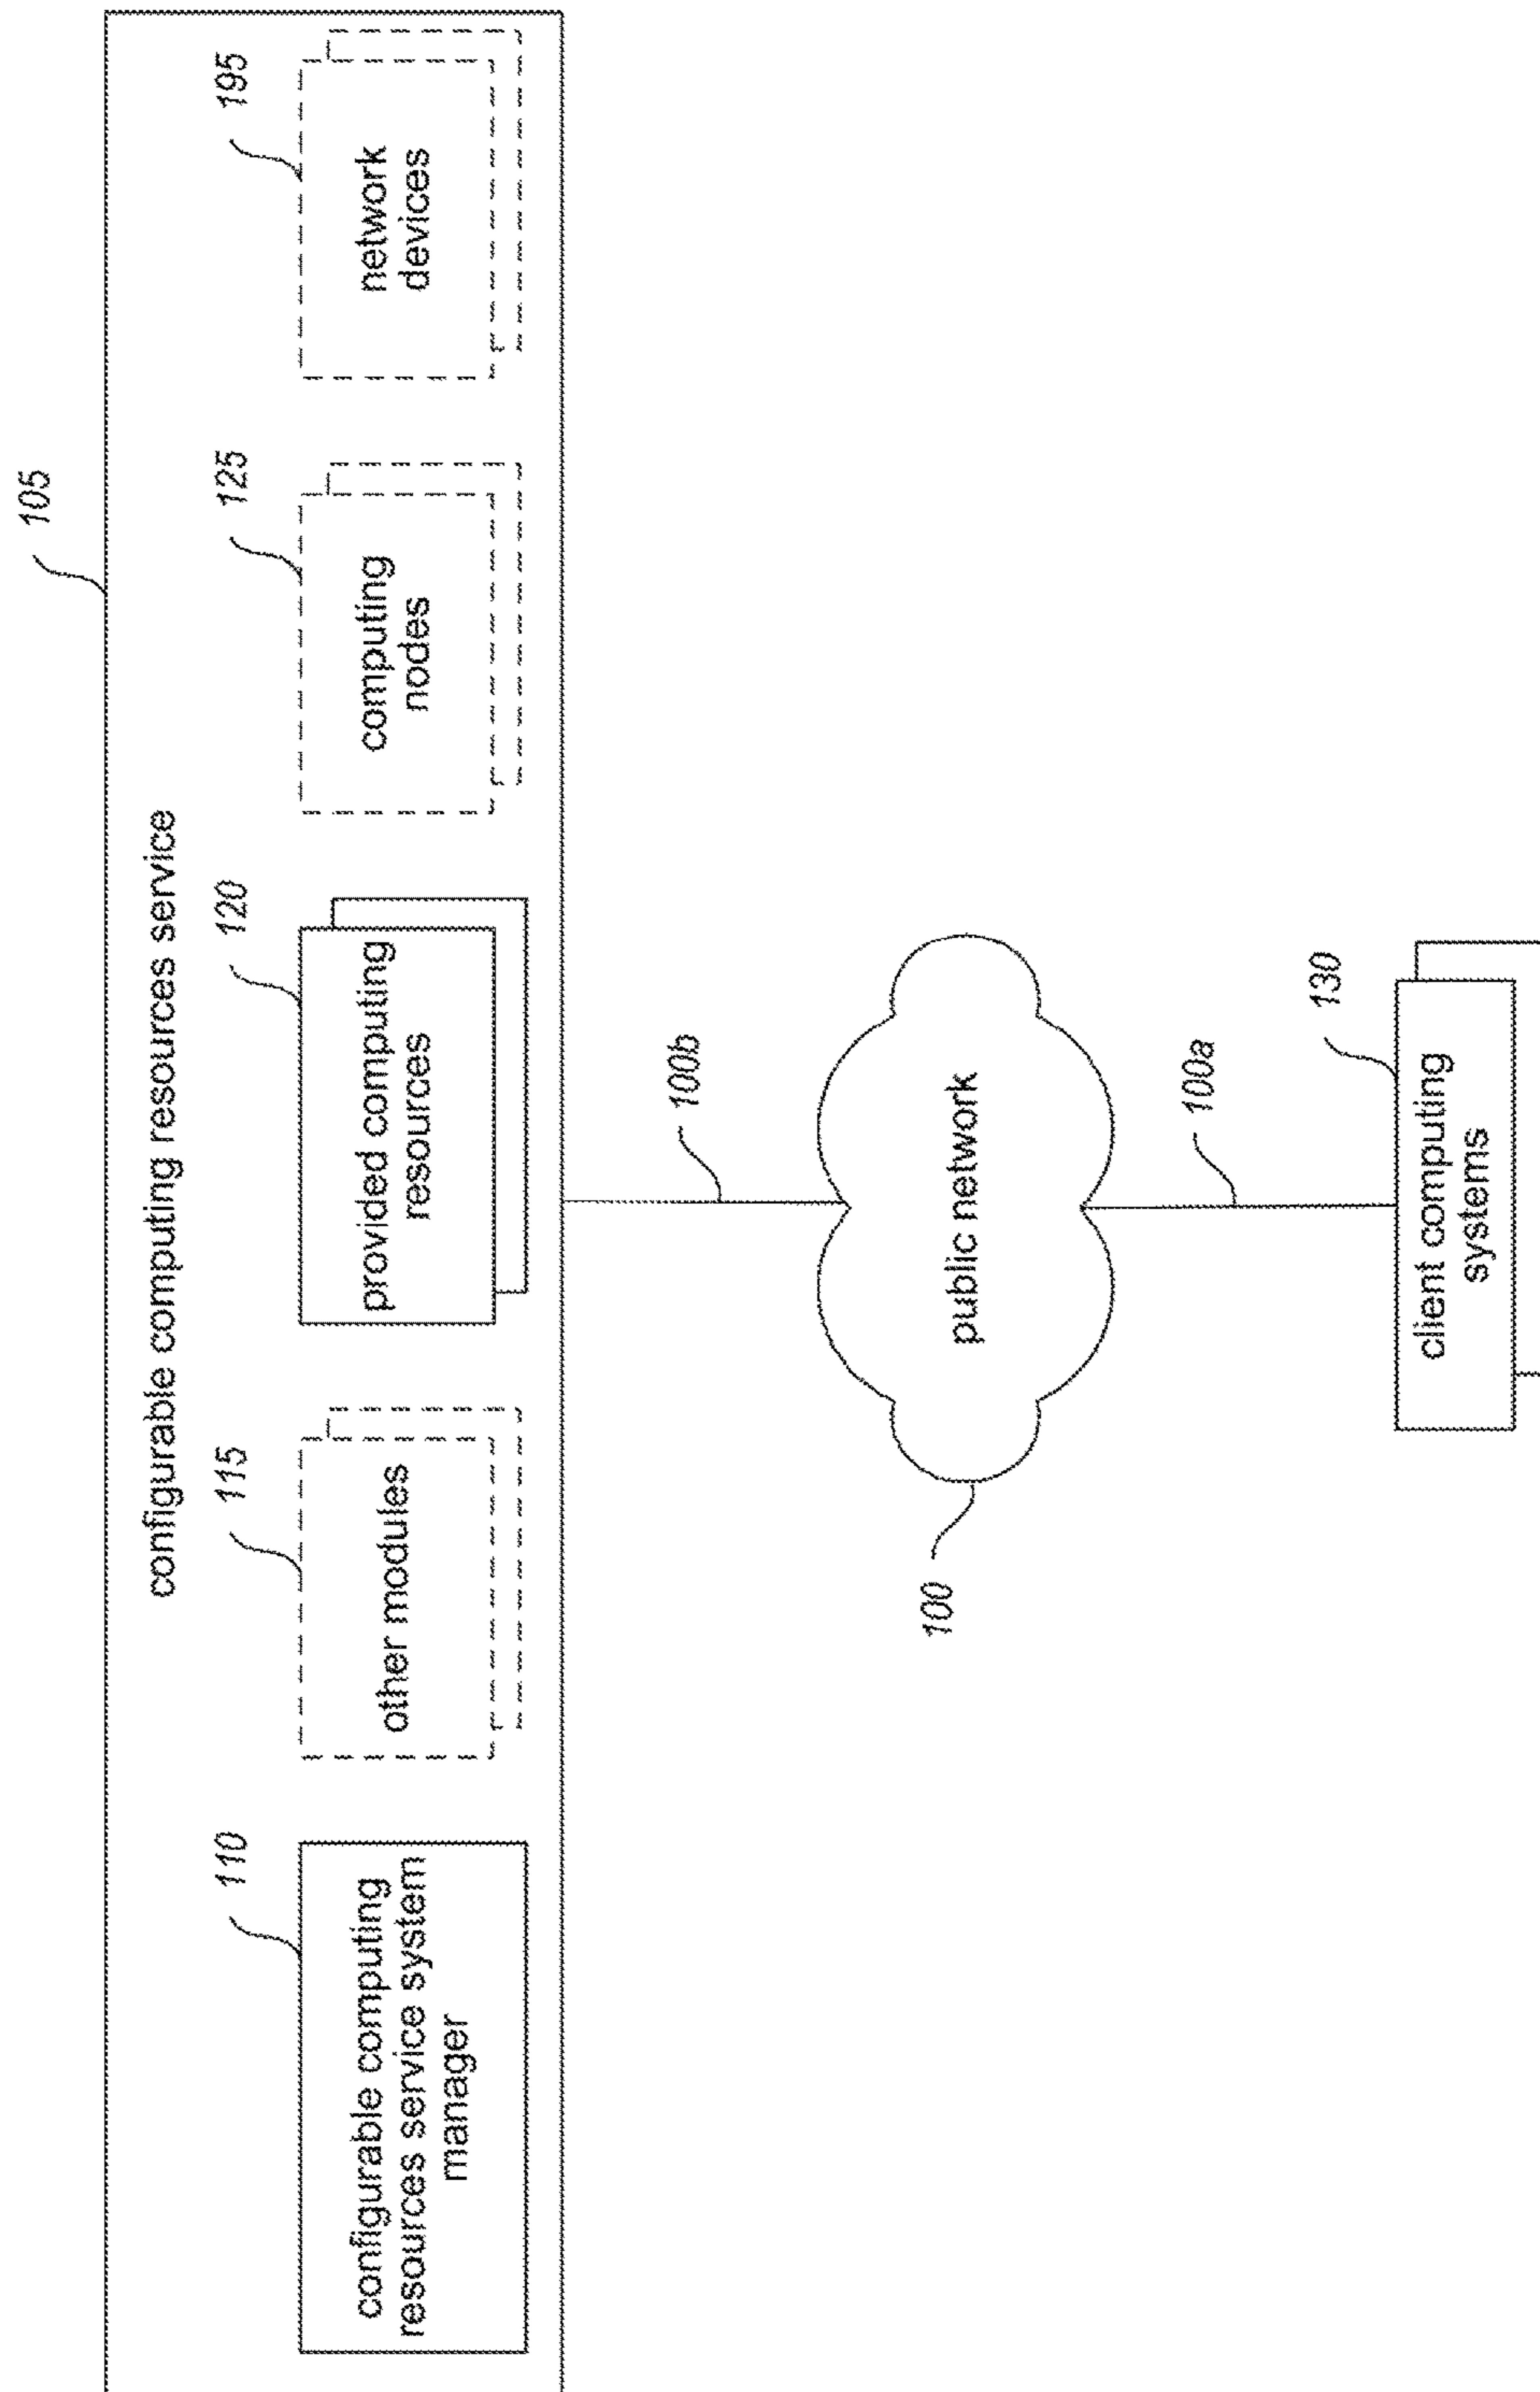 105
configurable computing resources service
110
configurable computing
resources service system
manager
115
other modules
120
provided computing
resources
125
computing
nodes
195
network
devices
100b
public network
100
100a
130
client computing
systems